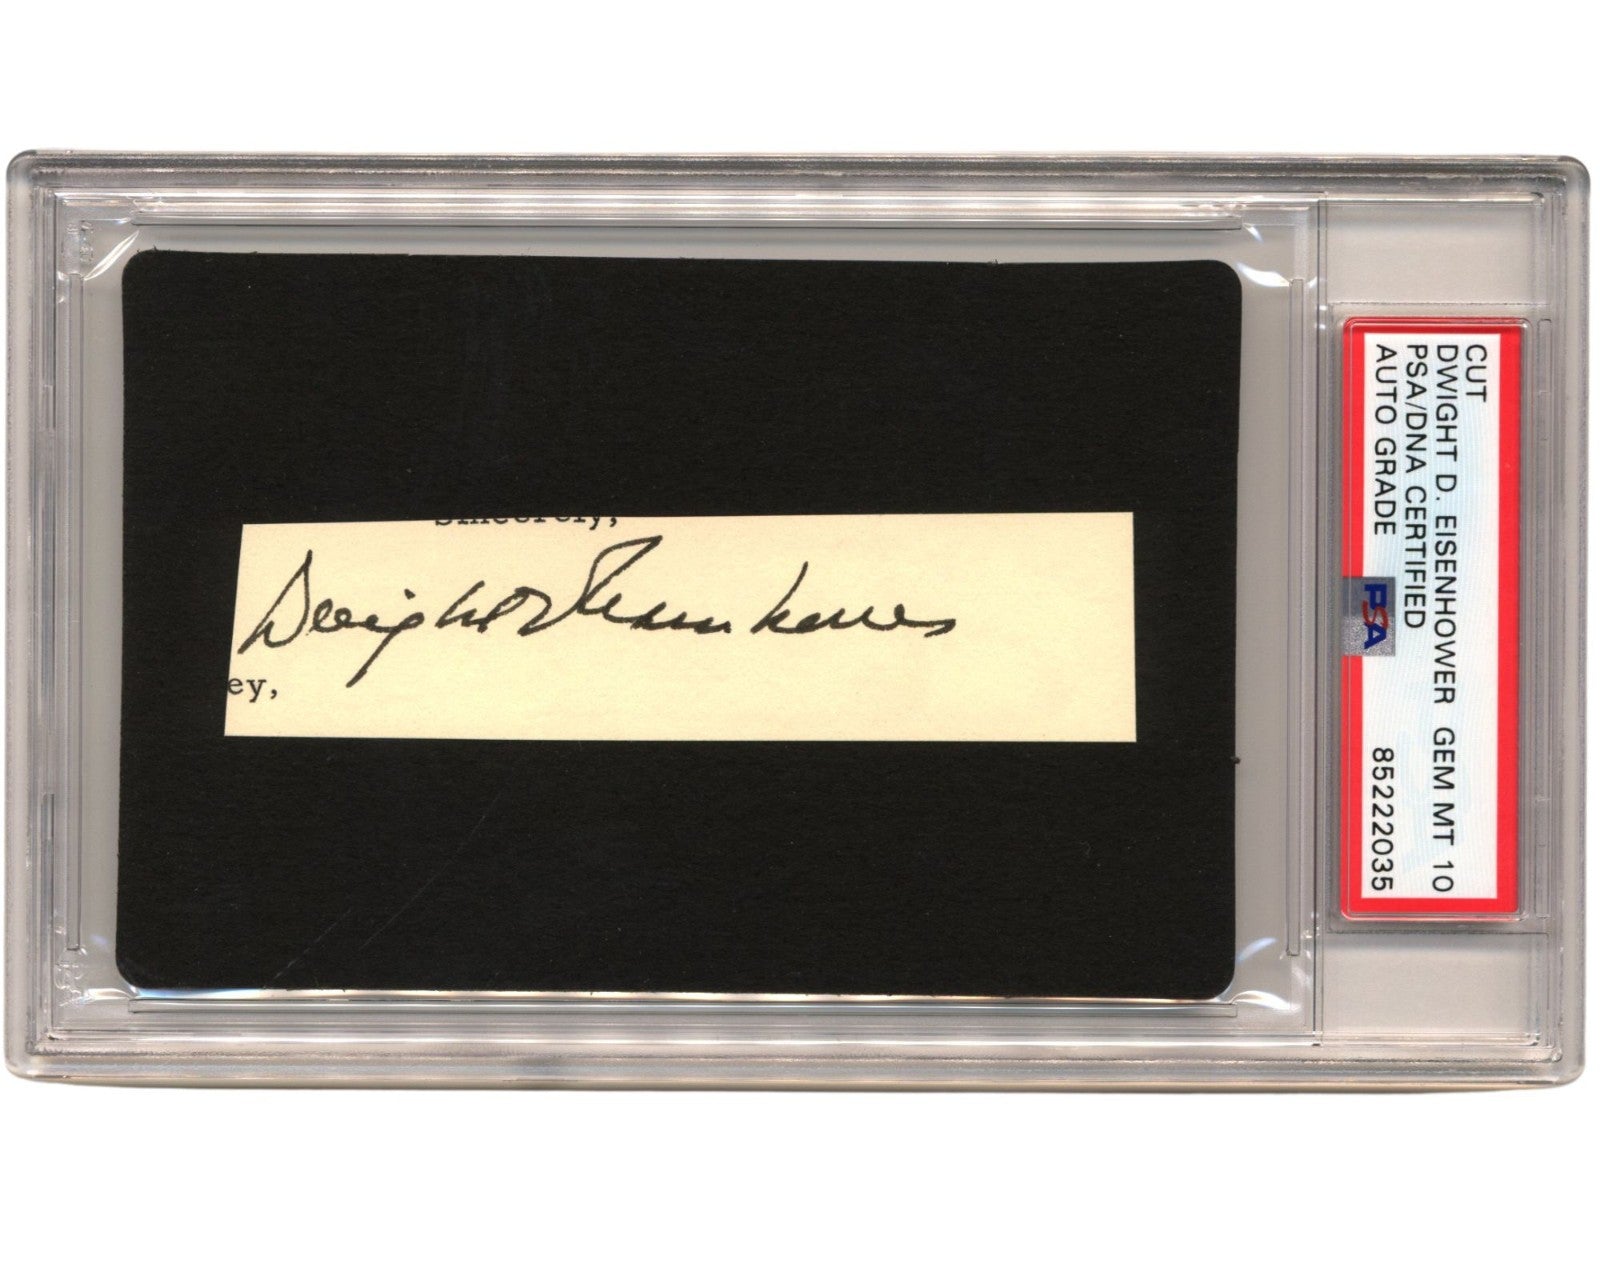 Sincerely,
Dwight D Eisenhower
ey,
CUT
DWIGHT D. EISENHOWER GEM MT 10
PSA/DNA CERTIFIED
AUTO GRADE 85222035
PSA